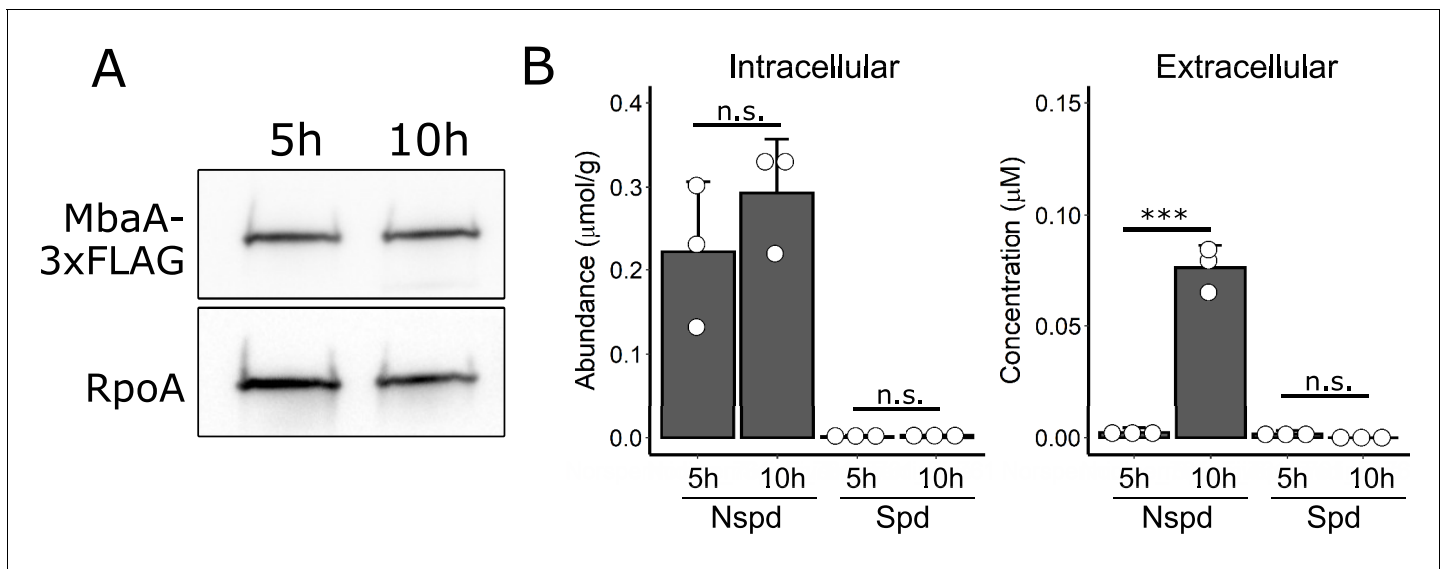 A
5h 10h
MbaA-
3xFLAG
RpoA
B
Intracellular
Abundance (μmol/g)
0.4
0.3
0.2
0.1
0.0
n.s.
n.s.
5h 10h 5h 10h
Nspd Spd
Extracellular
Concentration (μM)
0.15
0.10
0.05
0.00
***
n.s.
5h 10h 5h 10h
Nspd Spd